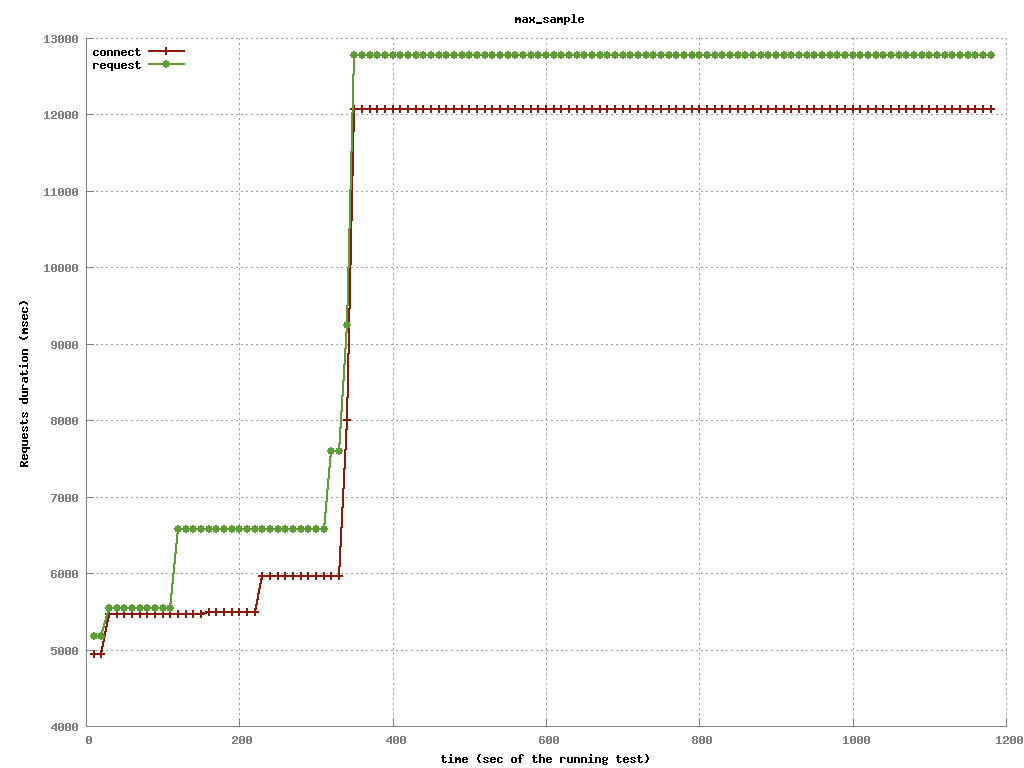 max_sample
connect
request
13000
12000
11000
10000
9000
8000
7000
6000
5000
4000
Requests duration (msec)
0 200 400 600 800 1000 1200
time (sec of the running test)